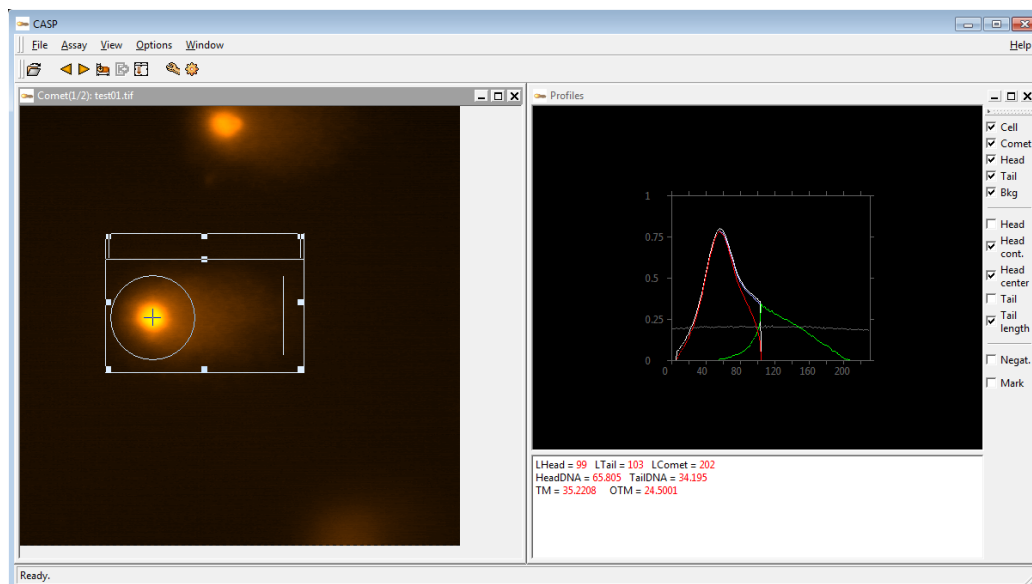 CASP
File Assay View Options Window Help
Comet(1/2): test01.tif
Profiles
1
0.75
0.5
0.25
0
0 40 80 120 160 200
Cell
Comet
Head
Tail
Bkg
Head
Head
cont.
Head
center
Tail
Tail
length
Negat.
Mark
LHead = 99 LTail = 103 LComet = 202
HeadDNA = 65.805 TailDNA = 34.195
TM = 35.2208 OTM = 24.5001
Ready.